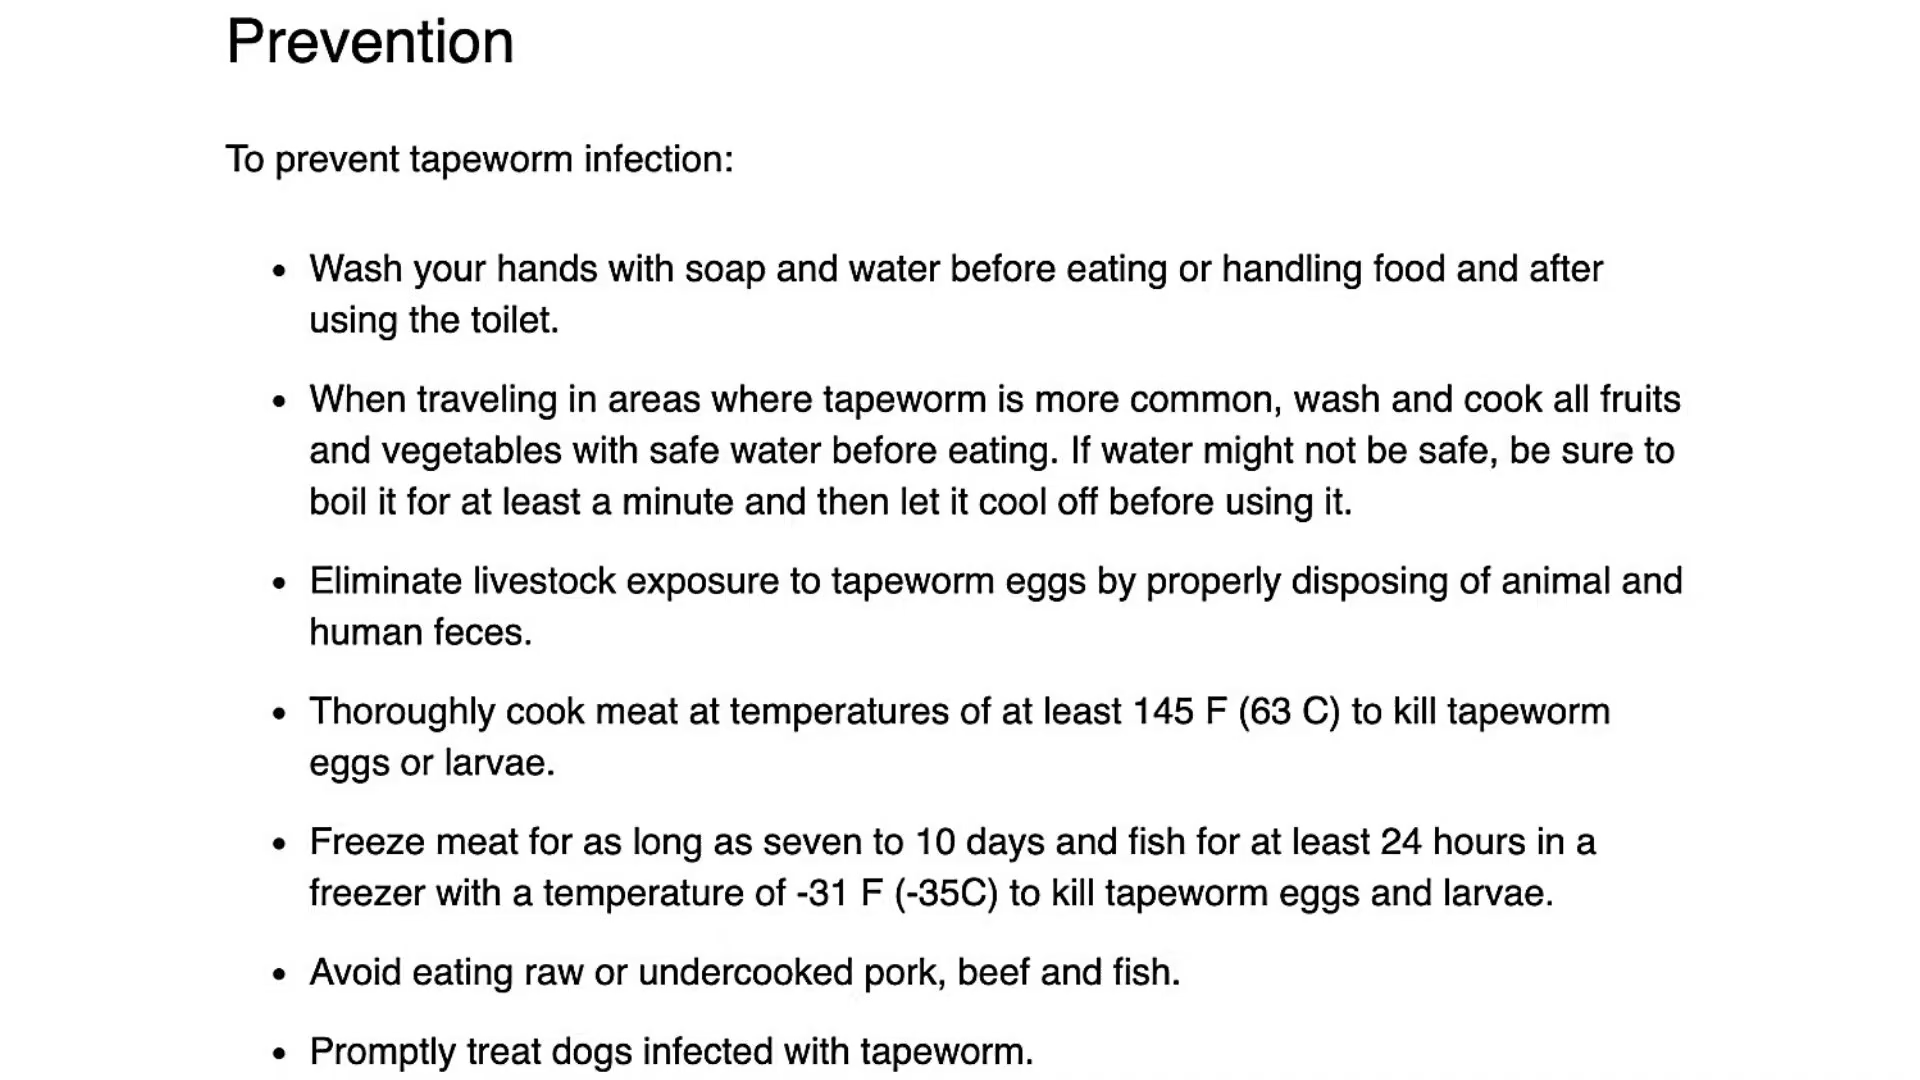 Prevention
To prevent tapeworm infection:
• Wash your hands with soap and water before eating or handling food and after
using the toilet.
• When traveling in areas where tapeworm is more common, wash and cook all fruits
and vegetables with safe water before eating. If water might not be safe, be sure to
boil it for at least a minute and then let it cool off before using it.
• Eliminate livestock exposure to tapeworm eggs by properly disposing of animal and
human feces.
• Thoroughly cook meat at temperatures of at least 145 F (63 C) to kill tapeworm
eggs or larvae.
• Freeze meat for as long as seven to 10 days and fish for at least 24 hours in a
freezer with a temperature of -31 F (-35C) to kill tapeworm eggs and larvae.
• Avoid eating raw or undercooked pork, beef and fish.
• Promptly treat dogs infected with tapeworm.